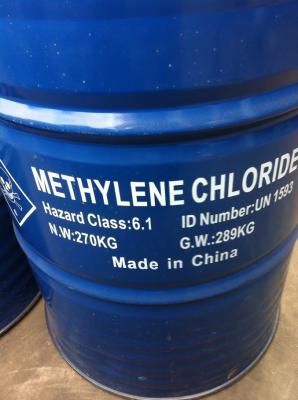 METHYLENE CHLORIDE
Hazard Class:6.1 ID Number:UN 1593
N.W:270KG G.W.:289KG
Made in China